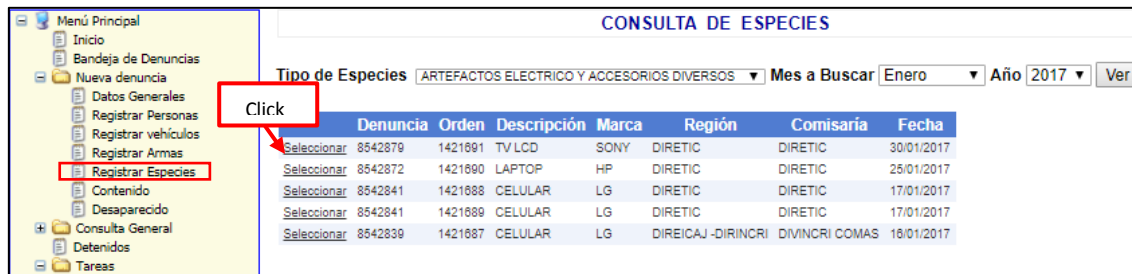 Menú Principal
Inicio
Bandeja de Denuncias
Nueva denuncia
Datos Generales
Registrar Personas
Registrar vehículos
Registrar Armas
Registrar Especies
Contenido
Desaparecido
Consulta General
Detenidos
Tareas
CONSULTA DE ESPECIES
Tipo de Especies ARTEFACTOS ELECTRICO Y ACCESORIOS DIVERSOS Mes a Buscar Enero Año 2017 Ver
Click
Denuncia Orden Descripción Marca Región Comisaría Fecha
Seleccionar 8542879 1421691 TV LCD SONY DIRETIC DIRETIC 30/01/2017
Seleccionar 8542872 1421690 LAPTOP HP DIRETIC DIRETIC 25/01/2017
Seleccionar 8542841 1421688 CELULAR LG DIRETIC DIRETIC 17/01/2017
Seleccionar 8542841 1421689 CELULAR LG DIRETIC DIRETIC 17/01/2017
Seleccionar 8542839 1421687 CELULAR LG DIREICAJ -DIRINCRI DIVINCRI COMAS 16/01/2017